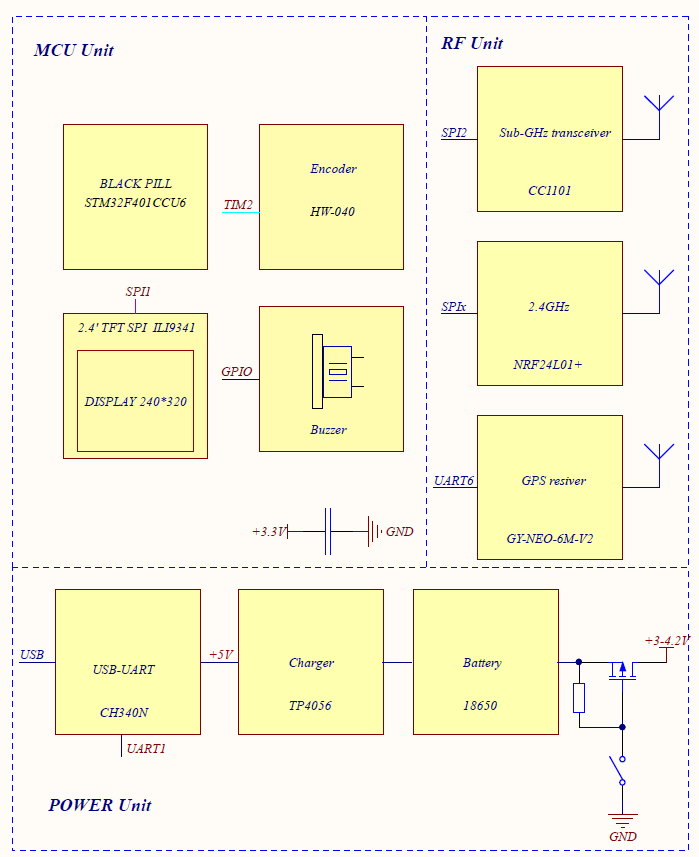 MCU Unit
BLACK PILL
STM32F401CCU6
Encoder
HW-040
TIM2
SPI1
2.4' TFT SPI ILI9341
DISPLAY 240*320
GPIO
Buzzer
+3.3V
GND
RF Unit
SPI2
Sub-GHz transceiver
CC1101
SPIx
2.4GHz
NRF24L01+
UART6
GPS resiver
GY-NEO-6M-V2
USB
USB-UART
CH340N
UART1
+5V
Charger
TP4056
Battery
18650
+3-4.2V
GND
POWER Unit